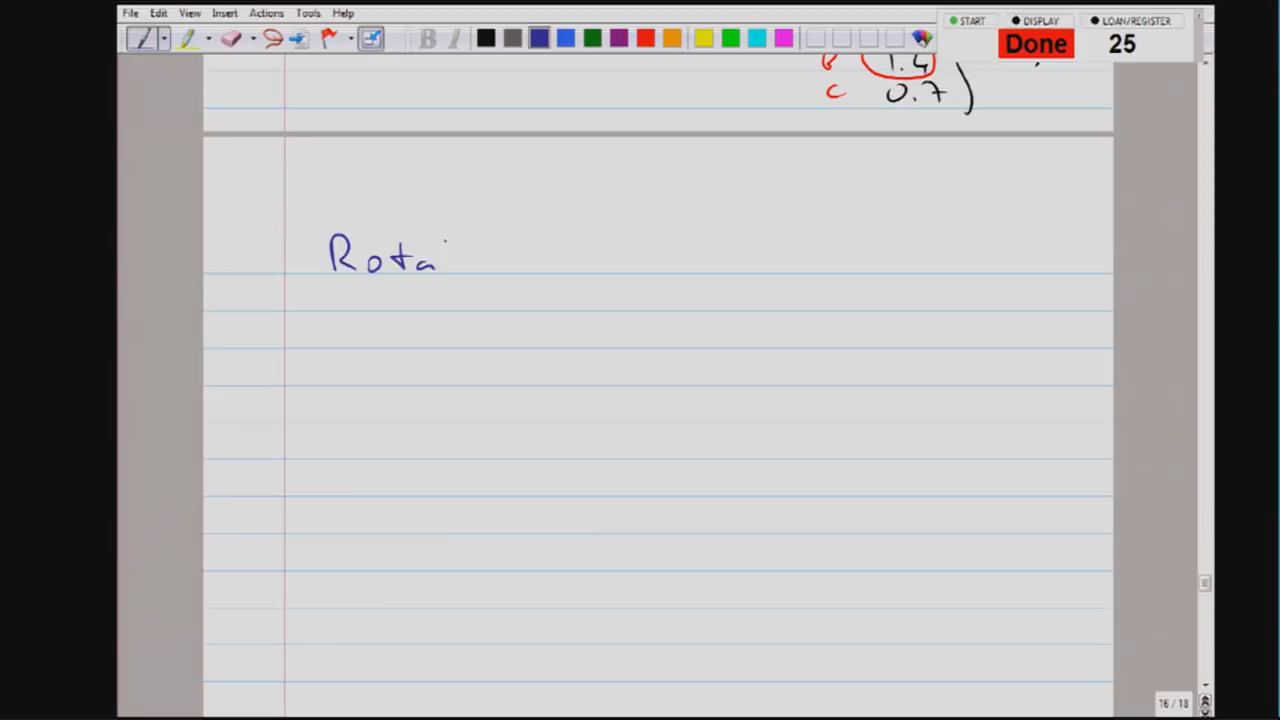 File Edit View Insert Actions Tools Help
START DISPLAY LOAN/REGISTER
B I Done 25
B 1.4
C 0.7 )
Rota
16 / 18